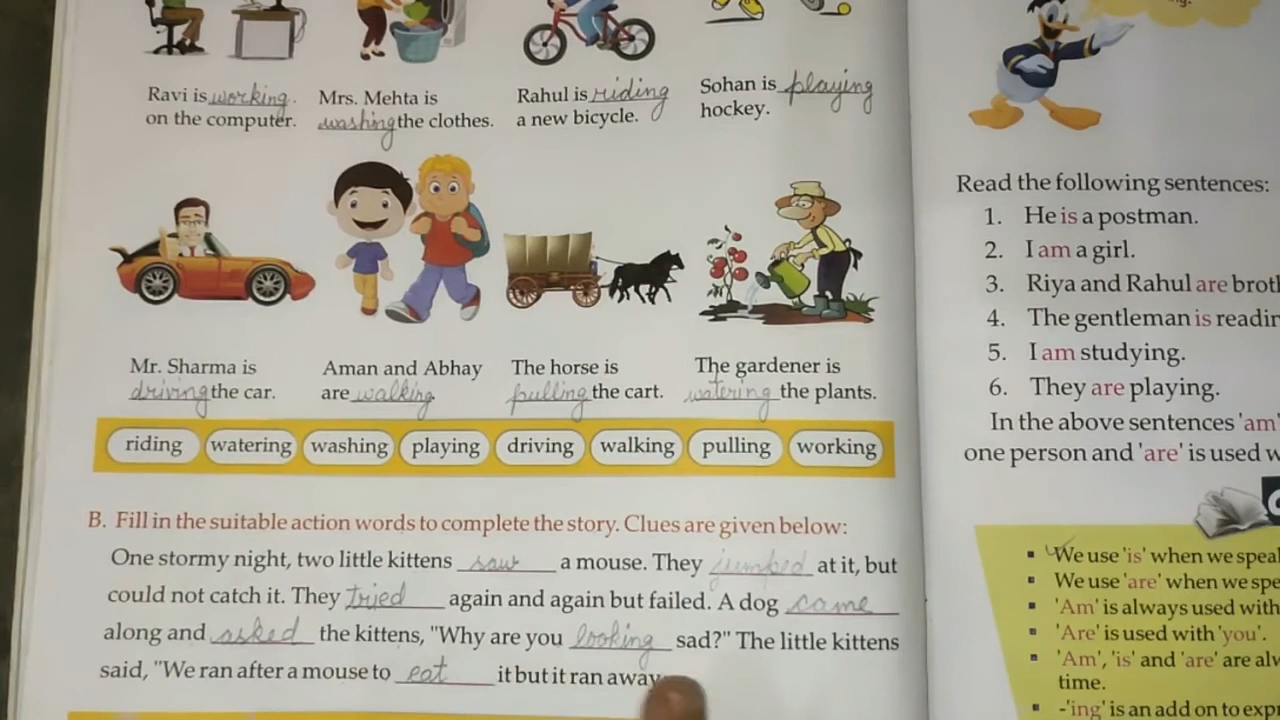 Ravi is working.
on the computer.
Mrs. Mehta is
washing the clothes.
Rahul is riding
a new bicycle.
Sohan is playing
hockey.
Mr. Sharma is
driving the car.
Aman and Abhay
are walking.
The horse is
pulling the cart.
The gardener is
watering the plants.
riding watering washing playing driving walking pulling working
B. Fill in the suitable action words to complete the story. Clues are given below:
One stormy night, two little kittens saw a mouse. They jumped at it, but
could not catch it. They tried again and again but failed. A dog came
along and asked the kittens, "Why are you looking sad?" The little kittens
said, "We ran after a mouse to eat it but it ran away
Read the following sentences:
1. He is a postman.
2. I am a girl.
3. Riya and Rahul are brot
4. The gentleman is readin
5. I am studying.
6. They are playing.
In the above sentences 'am'
one person and 'are' is used w
We use 'is' when we speak
We use 'are' when we spe
'Am' is always used with
'Are' is used with 'you'.
'Am', 'is' and 'are' are alw
time.
-'ing' is an add on to expr